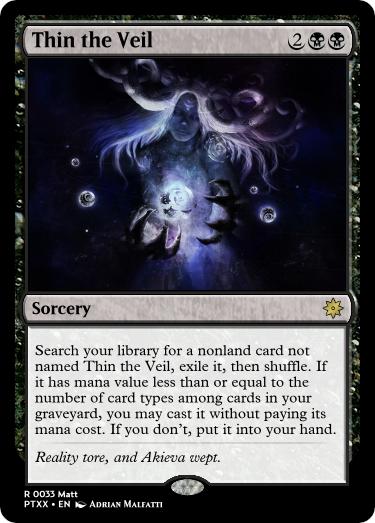 Thin the Veil 2
Sorcery
Search your library for a nonland card not
named Thin the Veil, exile it, then shuffle. If
it has mana value less than or equal to the
number of card types among cards in your
graveyard, you may cast it without paying its
mana cost. If you don't, put it into your hand.
Reality tore, and Akieva wept.
R 0033 Matt
PTXX • EN Adrian Malfatti